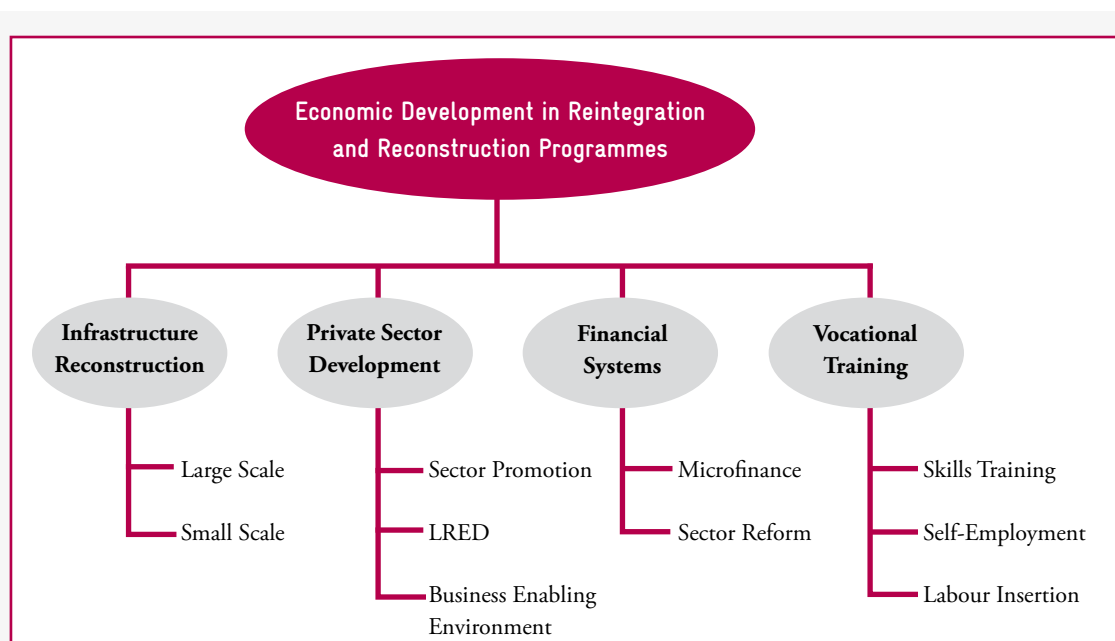 Economic Development in Reintegration
and Reconstruction Programmes
Infrastructure
Reconstruction
Large Scale
Small Scale
Private Sector
Development
Sector Promotion
LRED
Business Enabling
Environment
Financial
Systems
Microfinance
Sector Reform
Vocational
Training
Skills Training
Self-Employment
Labour Insertion